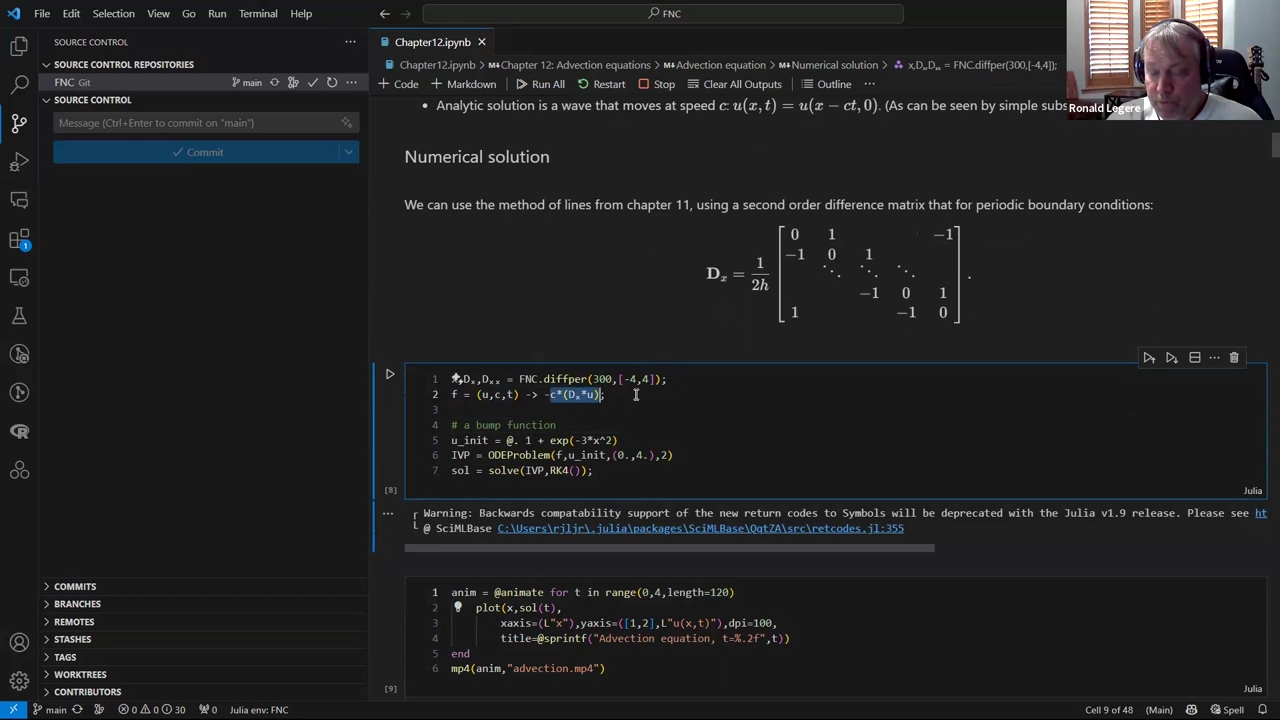 File Edit Selection View Go Run Terminal Help
FNC
SOURCE CONTROL
SOURCE CONTROL REPOSITORIES
FNC Git
main
SOURCE CONTROL
Message (Ctrl+Enter to commit on "main")
Commit
COMMITS
BRANCHES
REMOTES
STASHES
TAGS
WORKTREES
CONTRIBUTORS
chapter12.ipynb
chapter12.ipynb > Chapter 12: Advection equations > Advection equation > Numerical solution > x,Dₓ,Dₓₓ = FNC.diffper(300,[-4,4]);
+ Code + Markdown Run All Restart Stop Clear All Outputs Outline
Ronald Legere
• Analytic solution is a wave that moves at speed c: u(x, t) = u(x − ct, 0). (As can be seen by simple subs
Numerical solution
We can use the method of lines from chapter 11, using a second order difference matrix that for periodic boundary conditions:
0 1 −1
−1 0 1
Dₓ = 1/2h ⋱ ⋱ ⋱ .
−1 0 1
1 −1 0
1 Dₓ,Dₓₓ = FNC.diffper(300,[-4,4]);
2 f = (u,c,t) -> -c*(Dₓ*u);
3
4 # a bump function
5 u_init = @. 1 + exp(-3*x^2)
6 IVP = ODEProblem(f,u_init,(0.,4.),2)
7 sol = solve(IVP,RK4());
[8]
Julia
┌ Warning: Backwards compatability support of the new return codes to Symbols will be deprecated with the Julia v1.9 release. Please see ht
└ @ SciMLBase C:\Users\rjljr\.julia\packages\SciMLBase\QqtZA\src\retcodes.jl:355
1 anim = @animate for t in range(0,4,length=120)
2 plot(x,sol(t),
3 xaxis=(L"x"),yaxis=([1,2],L"u(x,t)"),dpi=100,
4 title=@sprintf("Advection equation, t=%.2f",t))
5 end
6 mp4(anim,"advection.mp4")
[9]
Julia
1
main 0 0 30 0 Julia env: FNC
Cell 9 of 48 (Main) Spell